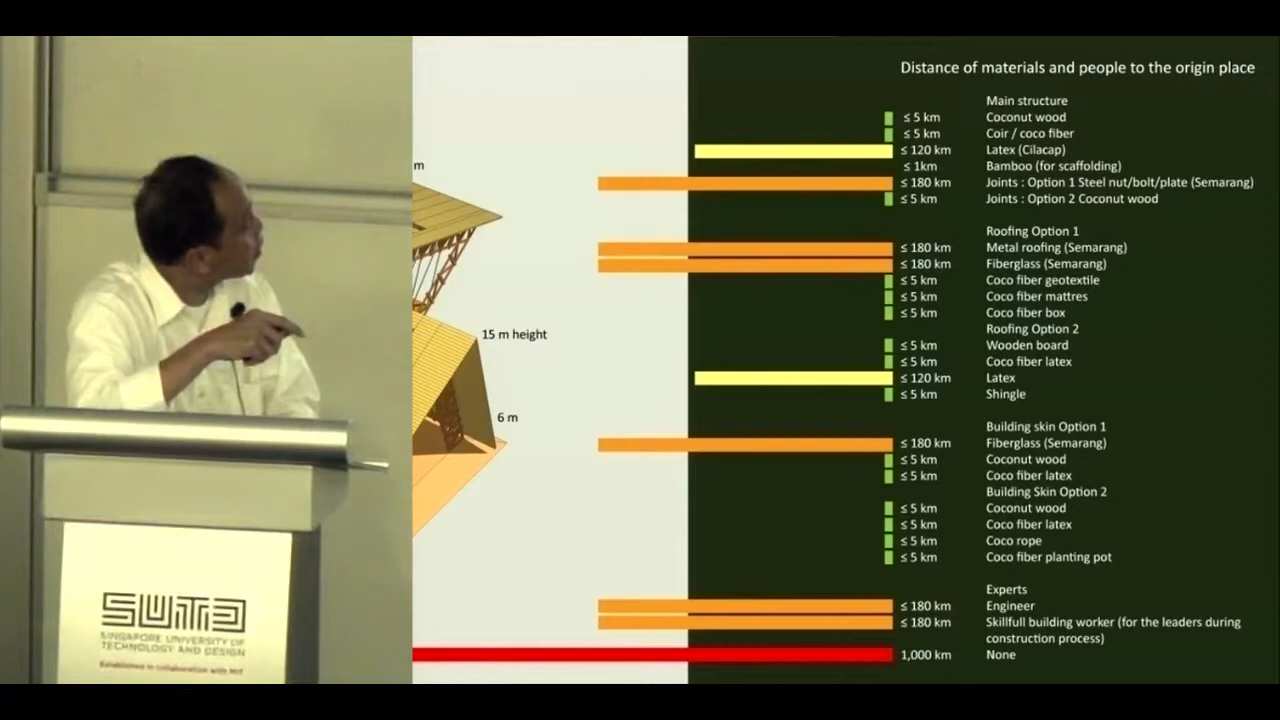 Distance of materials and people to the origin place
Main structure
≤ 5 km Coconut wood
≤ 5 km Coir / coco fiber
≤ 120 km Latex (Cilacap)
≤ 1km Bamboo (for scaffolding)
≤ 180 km Joints : Option 1 Steel nut/bolt/plate (Semarang)
≤ 5 km Joints : Option 2 Coconut wood
Roofing Option 1
≤ 180 km Metal roofing (Semarang)
≤ 180 km Fiberglass (Semarang)
≤ 5 km Coco fiber geotextile
≤ 5 km Coco fiber mattres
≤ 5 km Coco fiber box
Roofing Option 2
≤ 5 km Wooden board
≤ 5 km Coco fiber latex
≤ 120 km Latex
≤ 5 km Shingle
Building skin Option 1
≤ 180 km Fiberglass (Semarang)
≤ 5 km Coconut wood
≤ 5 km Coco fiber latex
Building Skin Option 2
≤ 5 km Coconut wood
≤ 5 km Coco fiber latex
≤ 5 km Coco rope
≤ 5 km Coco fiber planting pot
Experts
≤ 180 km Engineer
≤ 180 km Skillfull building worker (for the leaders during
construction process)
1,000 km None
m
15 m height
6 m
SUTD
SINGAPORE UNIVERSITY OF
TECHNOLOGY AND DESIGN
Established in collaboration with MIT